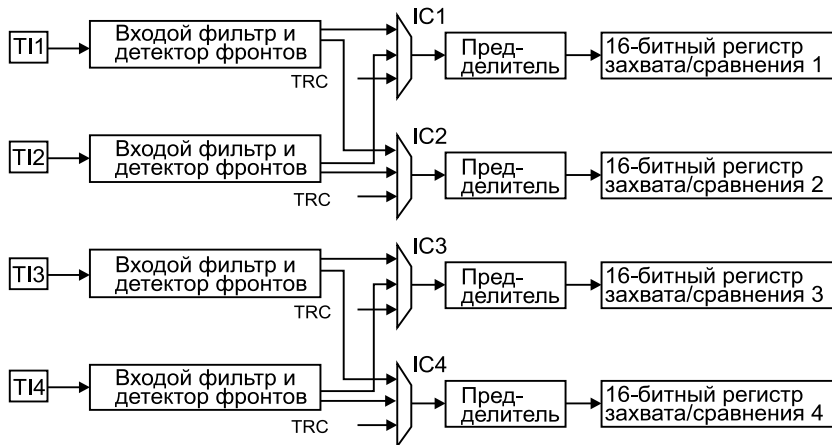 IC1
TI1
Входой фильтр и
детектор фронтов
TRC
Пред-
делитель
16-битный регистр
захвата/сравнения 1
IC2
TI2
Входой фильтр и
детектор фронтов
TRC
Пред-
делитель
16-битный регистр
захвата/сравнения 2
IC3
TI3
Входой фильтр и
детектор фронтов
TRC
Пред-
делитель
16-битный регистр
захвата/сравнения 3
IC4
TI4
Входой фильтр и
детектор фронтов
TRC
Пред-
делитель
16-битный регистр
захвата/сравнения 4